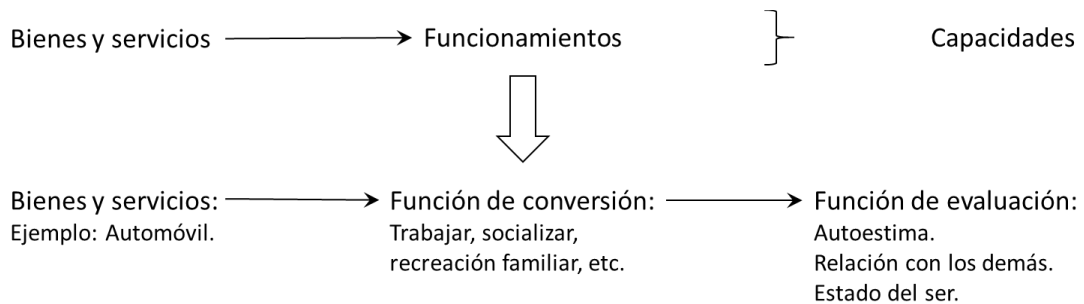 Bienes y servicios
Funcionamientos
Capacidades
Bienes y servicios:
Ejemplo: Automóvil.
Función de conversión:
Trabajar, socializar,
recreación familiar, etc.
Función de evaluación:
Autoestima.
Relación con los demás.
Estado del ser.